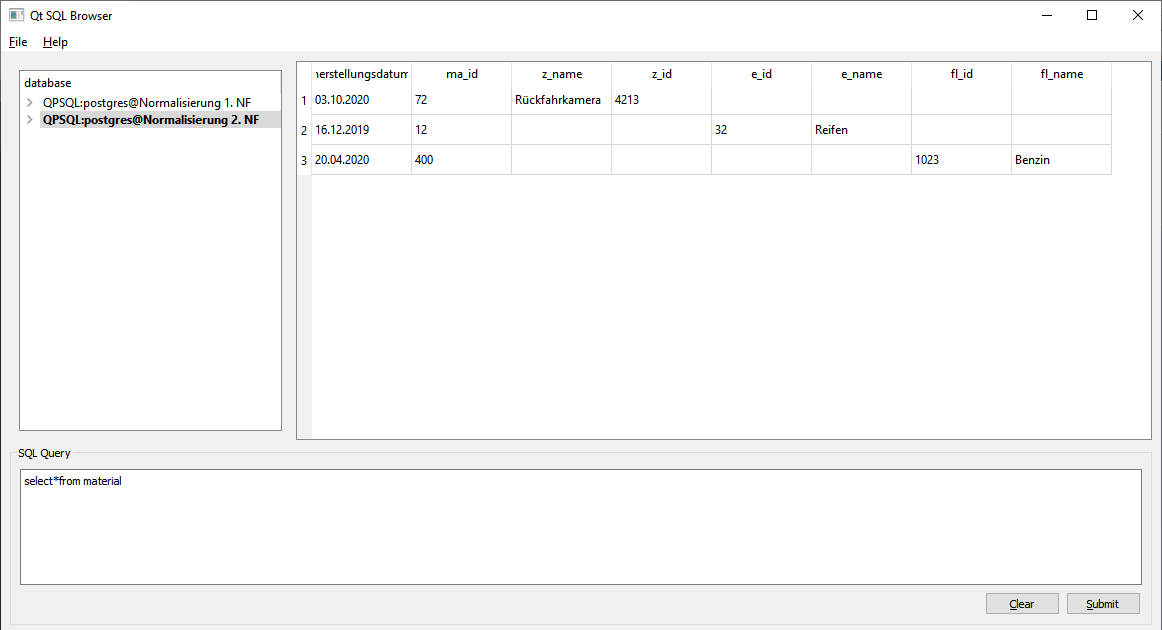 Qt SQL Browser
File Help
database
QPSQL:postgres@Normalisierung 1. NF
QPSQL:postgres@Normalisierung 2. NF
herstellungsdatum ma_id z_name z_id e_id e_name fl_id fl_name
1 03.10.2020 72 Rückfahrkamera 4213
2 16.12.2019 12 32 Reifen
3 20.04.2020 400 1023 Benzin
SQL Query
select*from material
Clear Submit